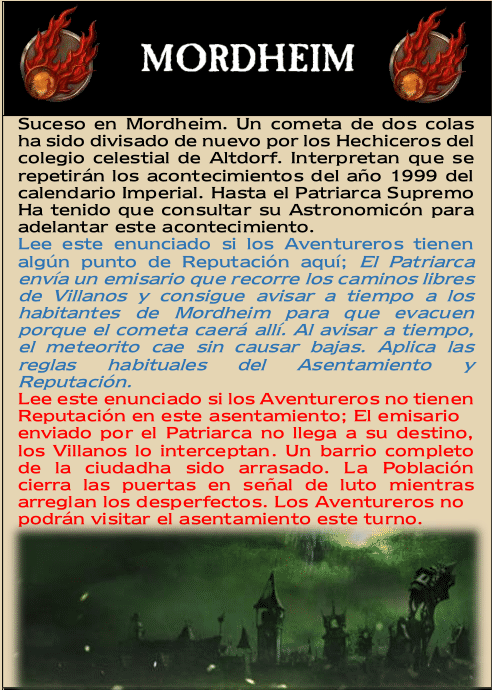 MORDHEIM
Suceso en Mordheim. Un cometa de dos colas
ha sido divisado de nuevo por los Hechiceros del
colegio celestial de Altdorf. Interpretan que se
repetirán los acontecimientos del año 1999 del
calendario Imperial. Hasta el Patriarca Supremo
Ha tenido que consultar su Astronomicón para
adelantar este acontecimiento.
Lee este enunciado si los Aventureros tienen
algún punto de Reputación aquí; El Patriarca
envía un emisario que recorre los caminos libres
de Villanos y consigue avisar a tiempo a los
habitantes de Mordheim para que evacuen
porque el cometa caerá allí. Al avisar a tiempo,
el meteorito cae sin causar bajas. Aplica las
reglas habituales del Asentamiento y
Reputación.
Lee este enunciado si los Aventureros no tienen
Reputación en este asentamiento; El emisario
enviado por el Patriarca no llega a su destino,
los Villanos lo interceptan. Un barrio completo
de la ciudadha sido arrasado. La Población
cierra las puertas en señal de luto mientras
arreglan los desperfectos. Los Aventureros no
podrán visitar el asentamiento este turno.